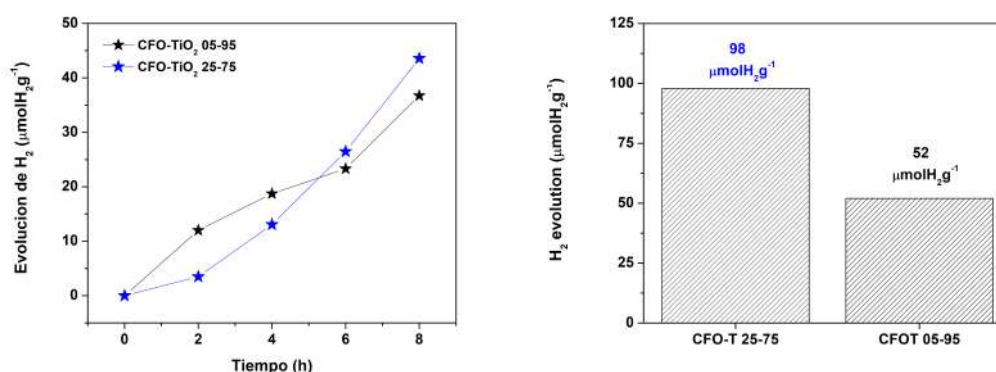 CFO-TiO₂ 05-95
CFO-TiO₂ 25-75
Evolucion de H₂ (μmolH₂g⁻¹)
50
40
30
20
10
0
0 2 4 6 8
Tiempo (h)
H₂ evolution (μmolH₂g⁻¹)
125
100
75
50
25
0
98
μmolH₂g⁻¹
52
μmolH₂g⁻¹
CFO-T 25-75 CFOT 05-95